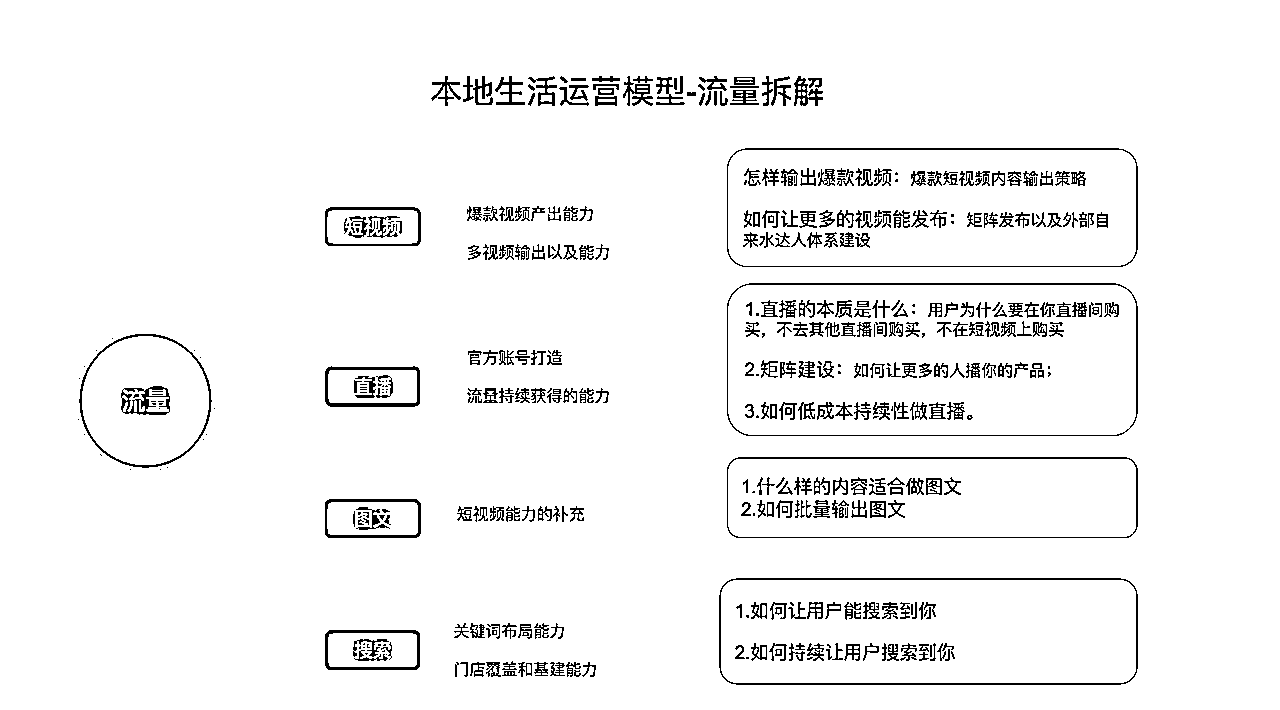 本地生活运营模型-流量拆解
流量
短视频
爆款视频产出能力
多视频输出以及能力
怎样输出爆款视频：爆款短视频内容输出策略
如何让更多的视频能发布：矩阵发布以及外部自
来水达人体系建设
直播
官方账号打造
流量持续获得的能力
1.直播的本质是什么：用户为什么要在你直播间购
买，不去其他直播间购买，不在短视频上购买
2.矩阵建设：如何让更多的人播你的产品；
3.如何低成本持续性做直播。
图文
短视频能力的补充
1.什么样的内容适合做图文
2.如何批量输出图文
搜索
关键词布局能力
门店覆盖和基建能力
1.如何让用户能搜索到你
2.如何持续让用户搜索到你